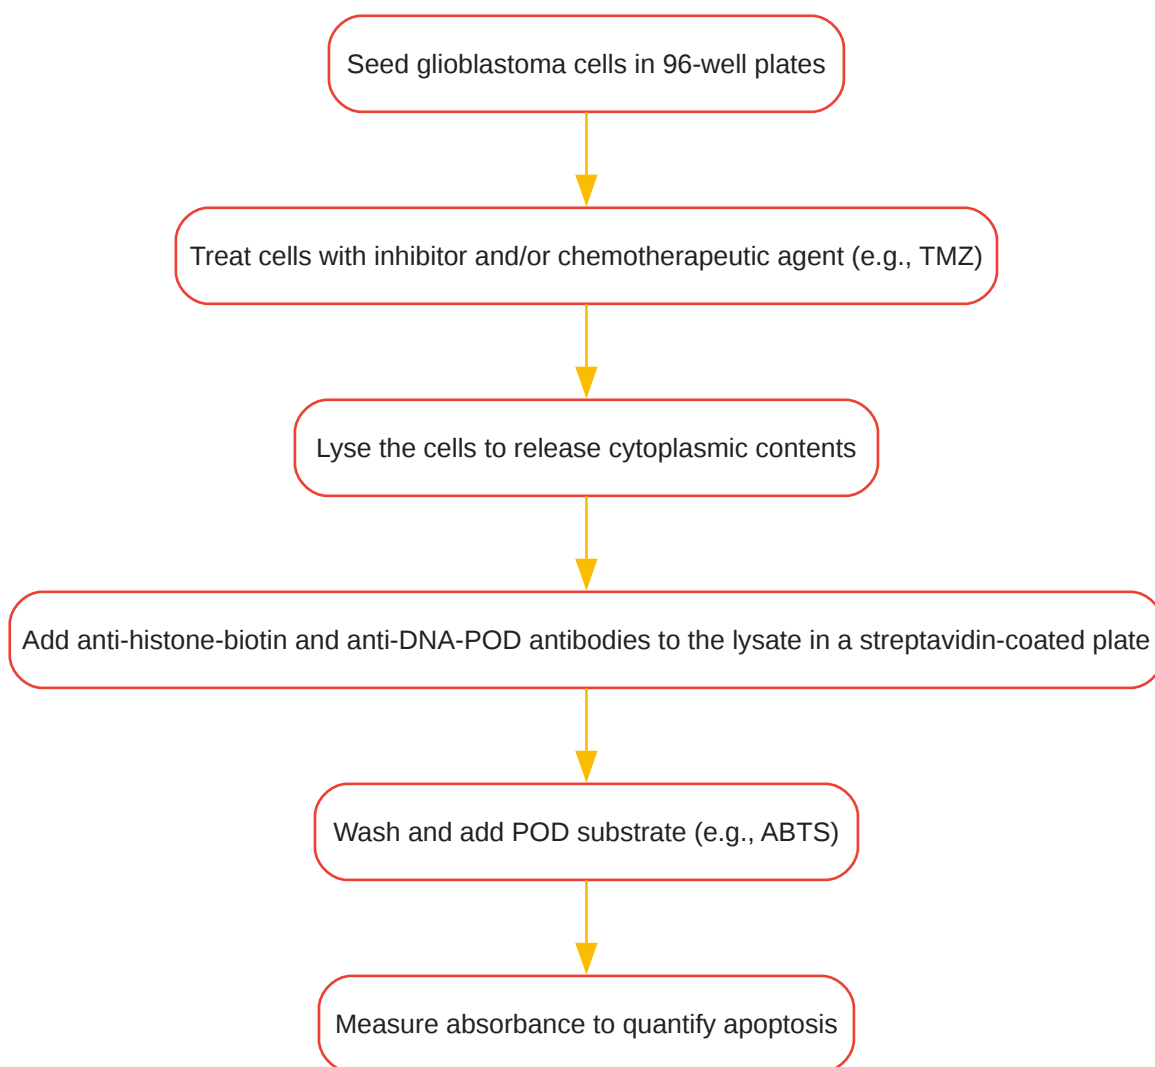 Seed glioblastoma cells in 96-well plates
Treat cells with inhibitor and/or chemotherapeutic agent (e.g., TMZ)
Lyse the cells to release cytoplasmic contents
Add anti-histone-biotin and anti-DNA-POD antibodies to the lysate in a streptavidin-coated plate
Wash and add POD substrate (e.g., ABTS)
Measure absorbance to quantify apoptosis